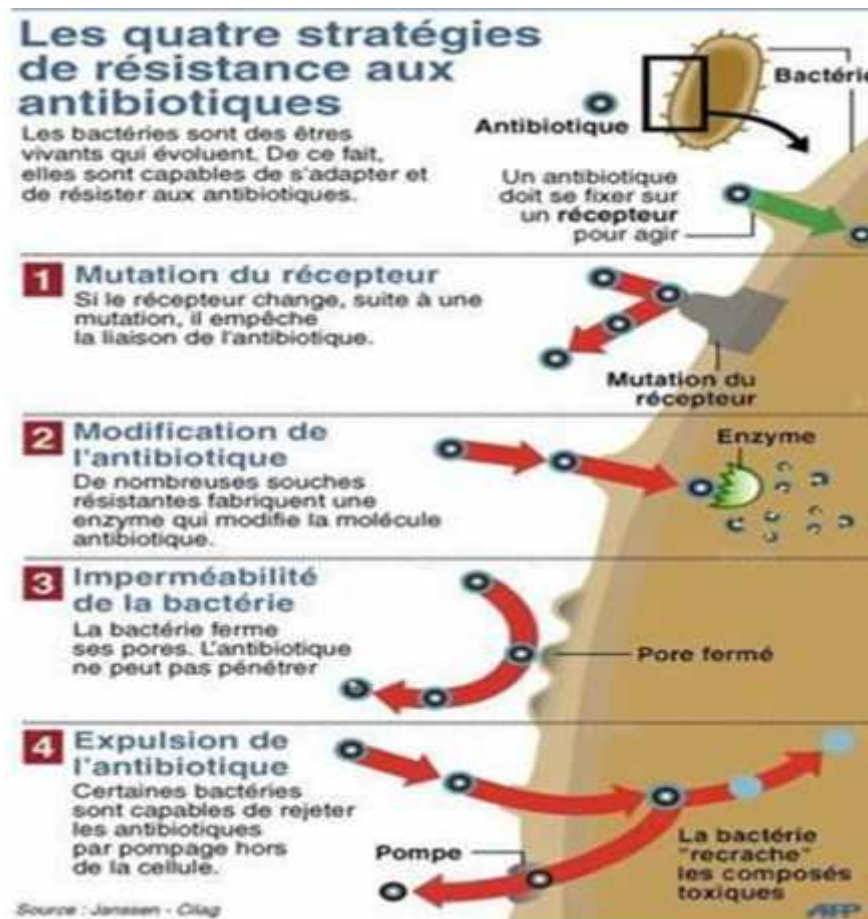 Les quatre stratégies
de résistance aux
antibiotiques
Les bactéries sont des êtres
vivants qui évoluent. De ce fait,
elles sont capables de s'adapter et
de résister aux antibiotiques.
Bactérie
Antibiotique
Un antibiotique
doit se fixer sur
un récepteur
pour agir
1 Mutation du récepteur
Si le récepteur change, suite à une
mutation, il empêche
la liaison de l'antibiotique.
Mutation du
récepteur
2 Modification de
l'antibiotique
De nombreuses souches
résistantes fabriquent une
enzyme qui modifie la molécule
antibiotique.
Enzyme
3 Imperméabilité
de la bactérie
La bactérie ferme
ses pores. L'antibiotique
ne peut pas pénétrer
Pore fermé
4 Expulsion de
l'antibiotique
Certaines bactéries
sont capables de rejeter
les antibiotiques
par pompage hors
de la cellule.
Pompe
La bactérie
"recrache"
les composés
toxiques
Source : Janssen - Cilag
AFP